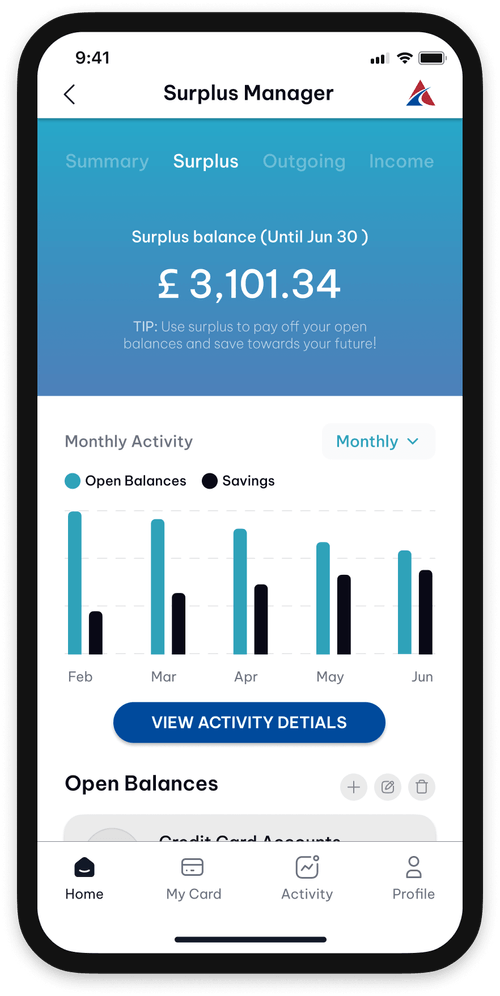 9:41
Surplus Manager
Summary Surplus Outgoing Income
Surplus balance (Until Jun 30 )
£ 3,101.34
TIP: Use surplus to pay off your open
balances and save towards your future!
Monthly Activity Monthly
Open Balances Savings
Feb Mar Apr May Jun
VIEW ACTIVITY DETIALS
Open Balances
Credit Card Accounts
Home My Card Activity Profile